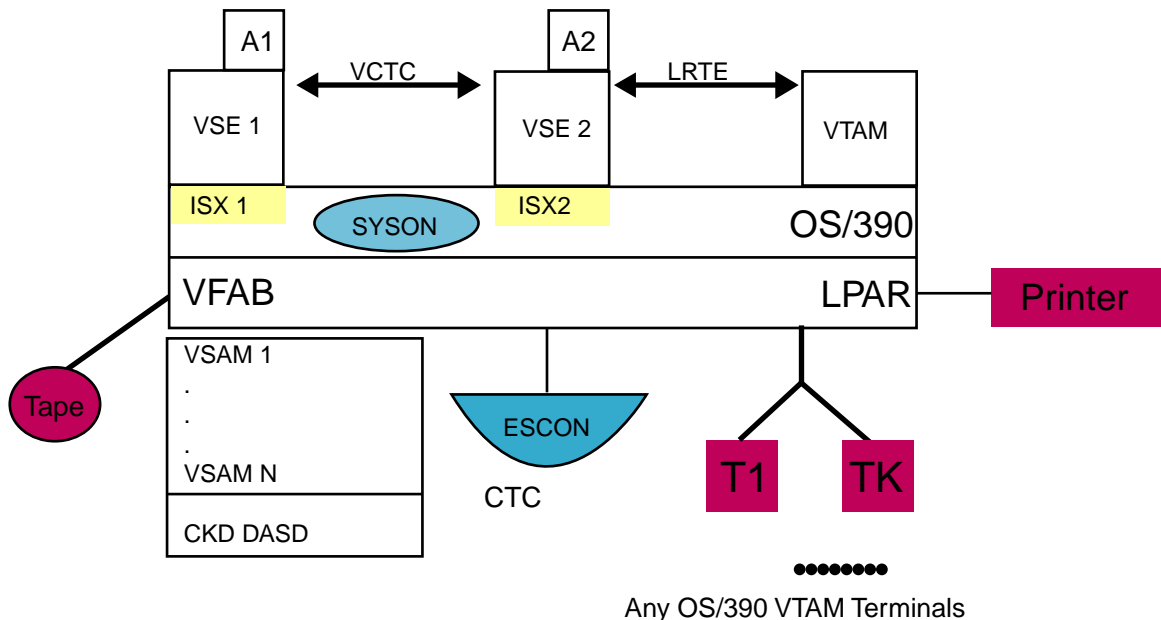 A1
A2
VCTC
LRTE
VSE 1
VSE 2
VTAM
ISX 1
SYSON
ISX2
OS/390
VFAB
LPAR
Printer
Tape
VSAM 1
.
.
.
VSAM N
CKD DASD
ESCON
CTC
T1
TK
Any OS/390 VTAM Terminals